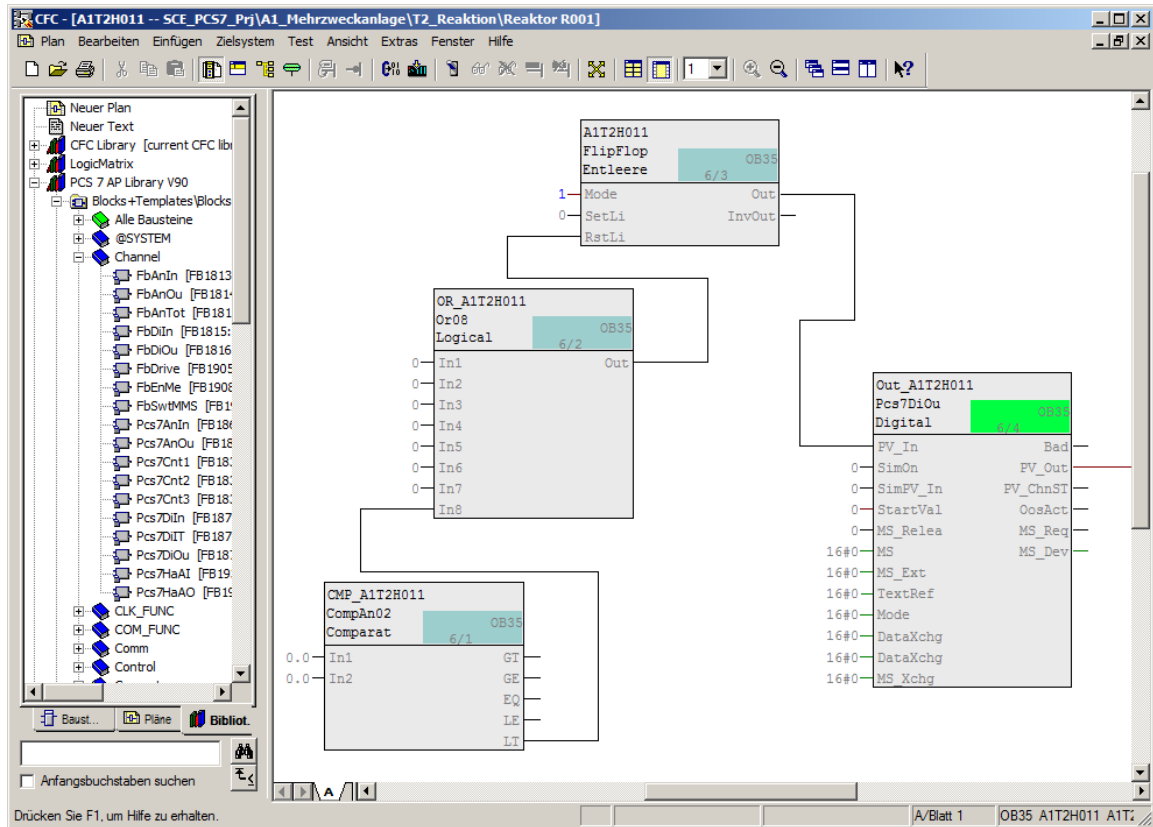 CFC - [A1T2H011 -- SCE_PCS7_Prj\A1_Mehrzweckanlage\T2_Reaktion\Reaktor R001]
Plan Bearbeiten Einfügen Zielsystem Test Ansicht Extras Fenster Hilfe
1
Neuer Plan
Neuer Text
CFC Library [current CFC libr
LogicMatrix
PCS 7 AP Library V90
Blocks+Templates\Blocks
Alle Bausteine
@SYSTEM
Channel
FbAnIn [FB1813
FbAnOu [FB1814
FbAnTot [FB181
FbDiIn [FB1815:
FbDiOu [FB1816
FbDrive [FB1905
FbEnMe [FB1908
FbSwtMMS [FB1
Pcs7AnIn [FB186
Pcs7AnOu [FB18
Pcs7Cnt1 [FB18
Pcs7Cnt2 [FB18
Pcs7Cnt3 [FB18
Pcs7DiIn [FB187
Pcs7DiIT [FB187
Pcs7DiOu [FB18
Pcs7HaAI [FB19
Pcs7HaAO [FB19
CLK_FUNC
COM_FUNC
Comm
Control
Baust...
Pläne
Bibliot.
Anfangsbuchstaben suchen
A1T2H011
FlipFlop
Entleere
OB35
6/3
1 Mode Out
0 SetLi InvOut
RstLi
OR_A1T2H011
Or08
Logical
OB35
6/2
0 In1 Out
0 In2
0 In3
0 In4
0 In5
0 In6
0 In7
In8
CMP_A1T2H011
CompAn02
Comparat
OB35
6/1
0.0 In1 GT
0.0 In2 GE
EQ
LE
LT
Out_A1T2H011
Pcs7DiOu
Digital
OB35
6/4
PV_In Bad
0 SimOn PV_Out
0 SimPV_In PV_ChnST
0 StartVal OosAct
0 MS_Relea MS_Req
16#0 MS MS_Dev
16#0 MS_Ext
16#0 TextRef
16#0 Mode
16#0 DataXchg
16#0 DataXchg
16#0 MS_Xchg
A
Drücken Sie F1, um Hilfe zu erhalten.
A/Blatt 1
OB35 A1T2H011 A1T2